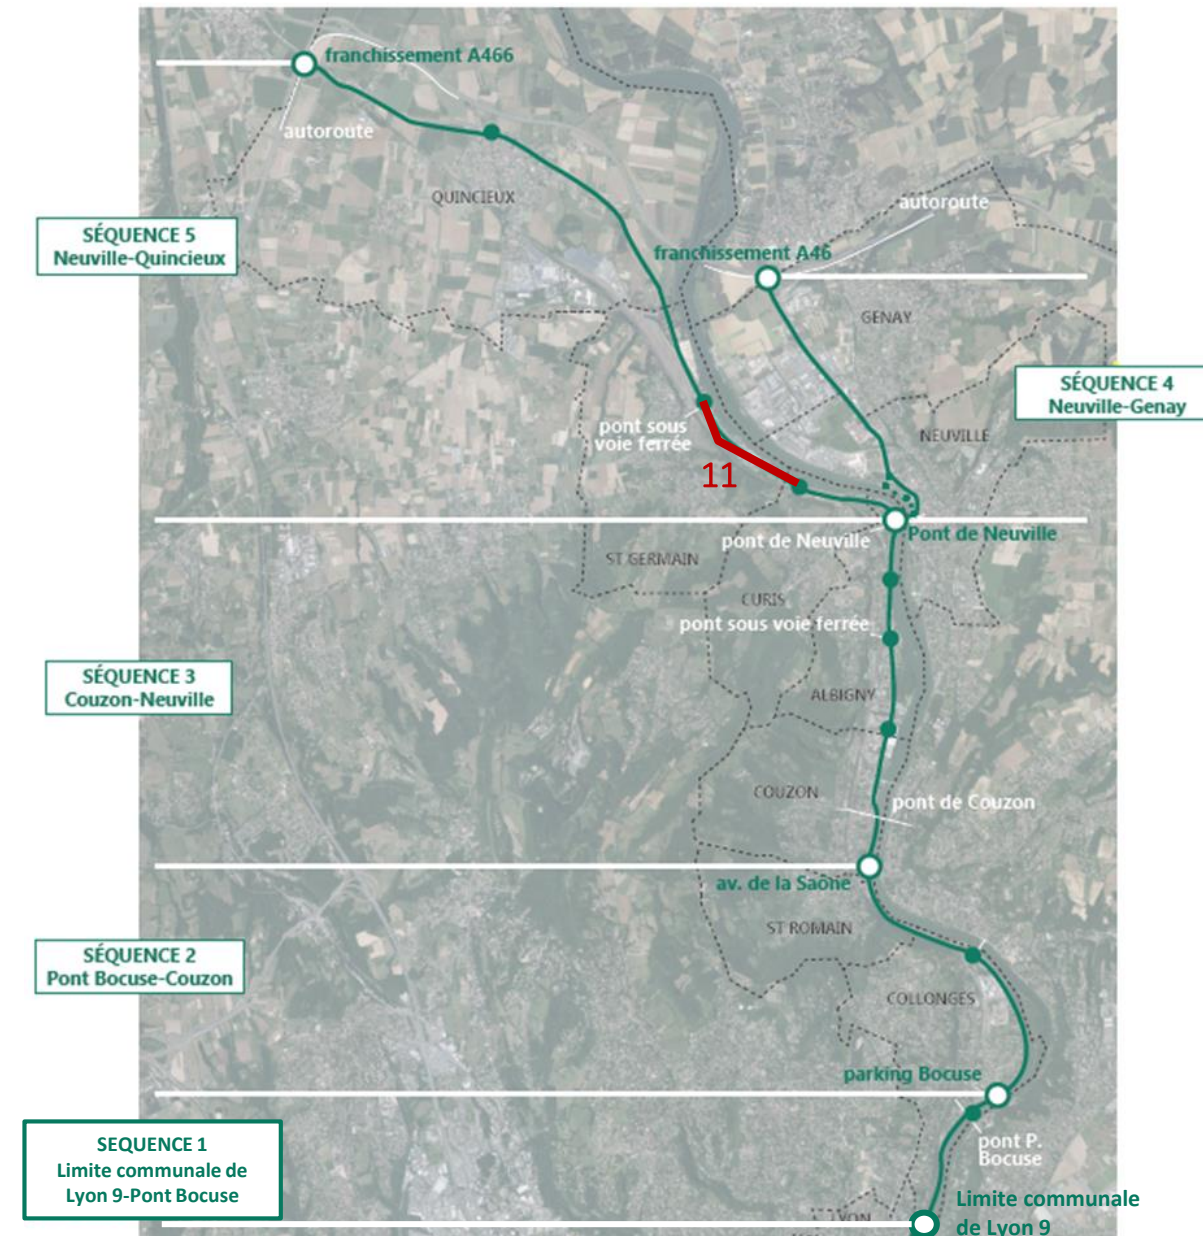 franchissement A466
autoroute
QUINCIEUX
autoroute
SÉQUENCE 5
Neuville-Quincieux
franchissement A46
GENAY
SÉQUENCE 4
Neuville-Genay
pont sous
voie ferrée
NEUVILLE
11
pont de Neuville
Pont de Neuville
ST GERMAIN
CURIS
pont sous voie ferrée
SÉQUENCE 3
Couzon-Neuville
ALBIGNY
COUZON
pont de Couzon
av. de la Saône
ST ROMAIN
SÉQUENCE 2
Pont Bocuse-Couzon
COLLONGES
parking Bocuse
SEQUENCE 1
Limite communale de
Lyon 9-Pont Bocuse
pont P.
Bocuse
LYON
Limite communale
de Lyon 9